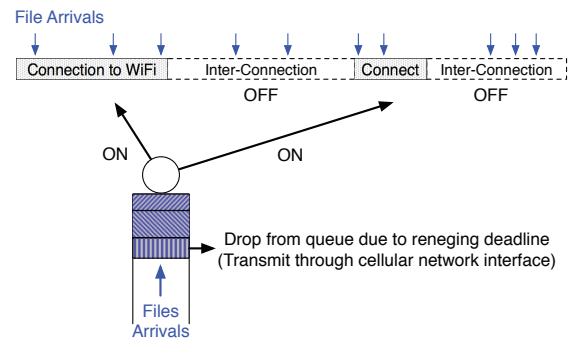 File Arrivals
Connection to WiFi
Inter-Connection
Connect
Inter-Connection
OFF
OFF
ON
ON
Drop from queue due to reneging deadline
(Transmit through cellular network interface)
Files
Arrivals